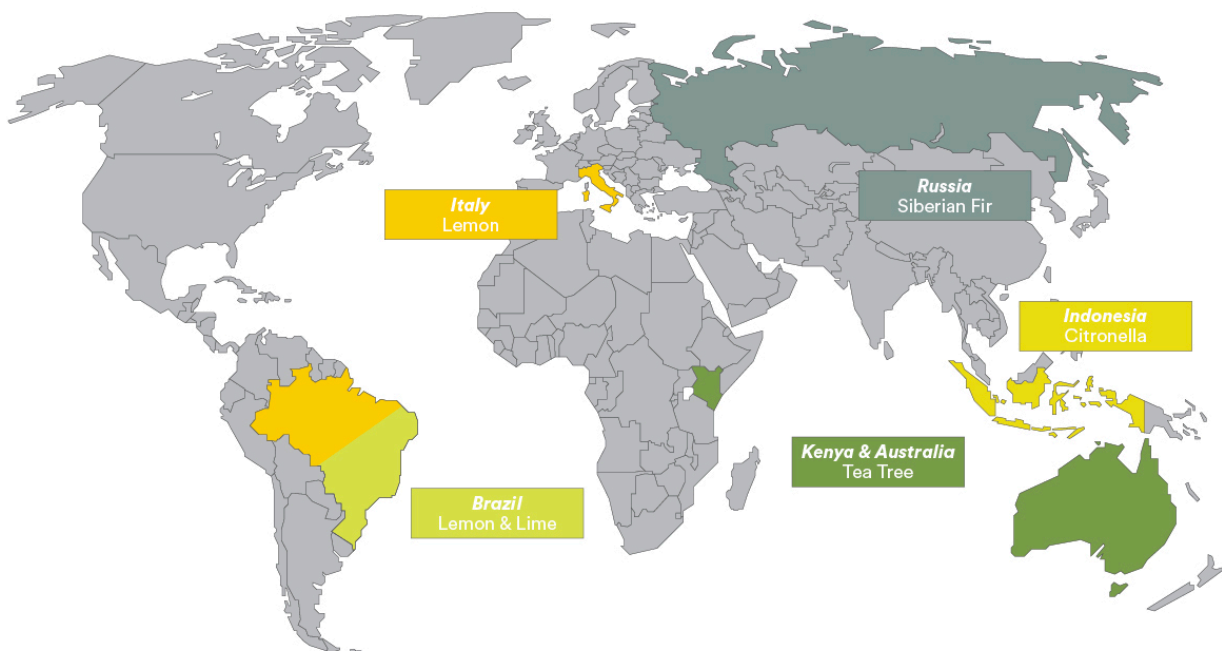 Russia
Siberian Fir
Italy
Lemon
Indonesia
Citronella
Kenya & Australia
Tea Tree
Brazil
Lemon & Lime